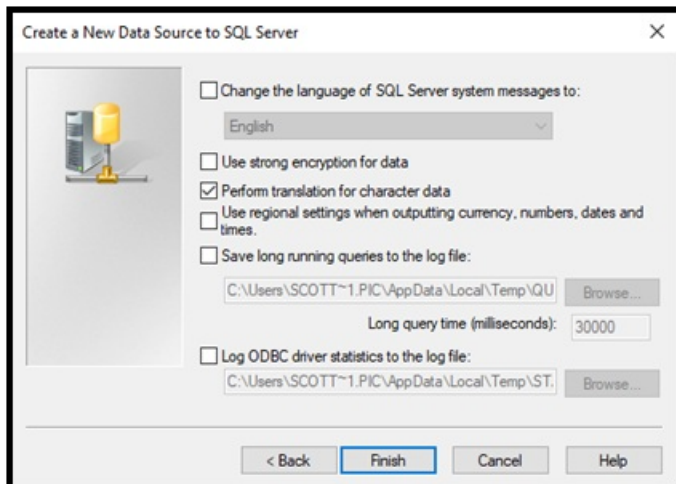 Create a New Data Source to SQL Server
Change the language of SQL Server system messages to:
English
Use strong encryption for data
Perform translation for character data
Use regional settings when outputting currency, numbers, dates and
times.
Save long running queries to the log file:
C:\Users\SCOTT~1.PIC\AppData\Local\Temp\QU
Browse...
Long query time (milliseconds):
30000
Log ODBC driver statistics to the log file:
C:\Users\SCOTT~1.PIC\AppData\Local\Temp\ST.
Browse...
< Back
Finish
Cancel
Help